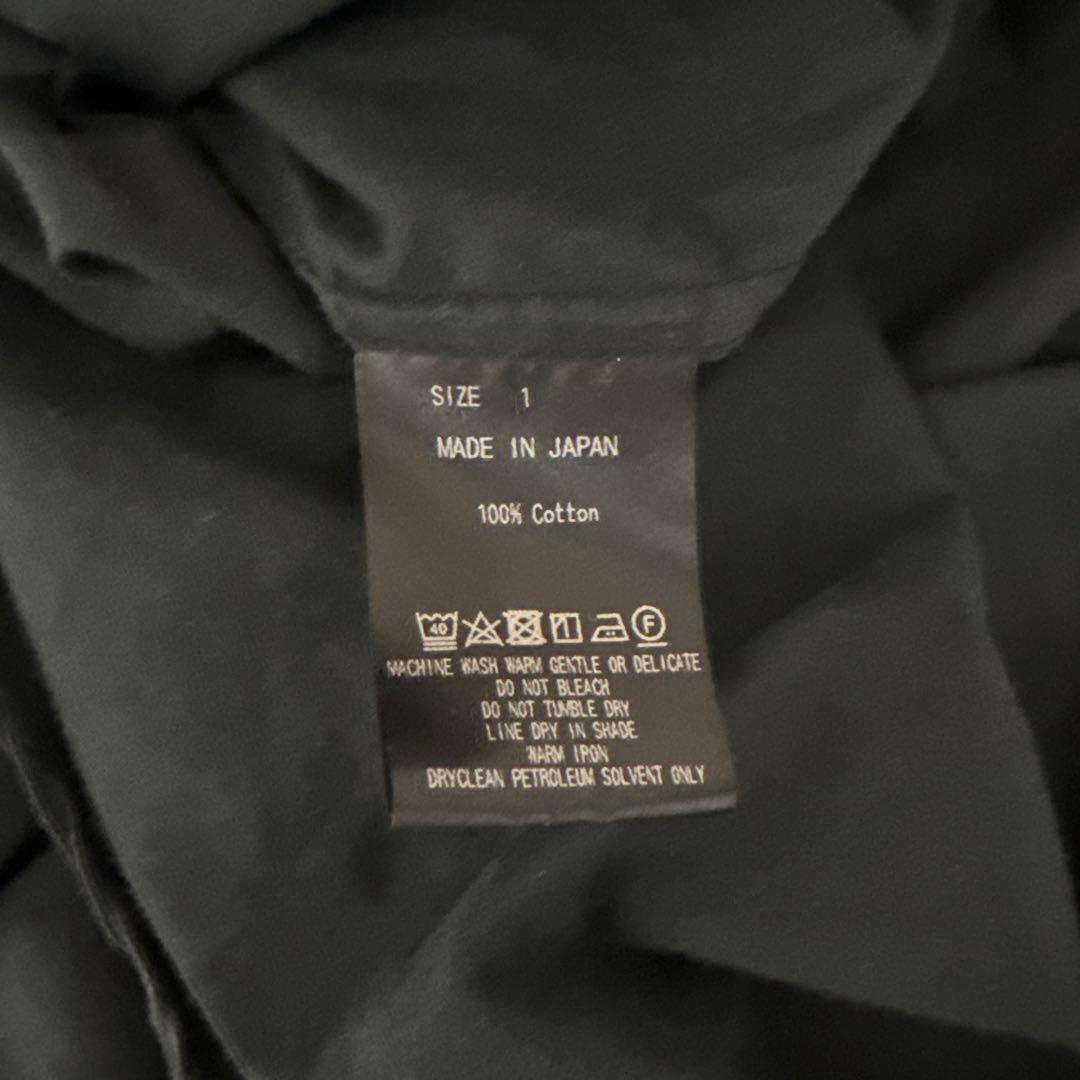 SIZE 1
MADE IN JAPAN
100% Cotton
40 F
MACHINE WASH WARM GENTLE OR DELICATE
DO NOT BLEACH
DO NOT TUMBLE DRY
LINE DRY IN SHADE
WARM IRON
DRYCLEAN PETROLEUM SOLVENT ONLY